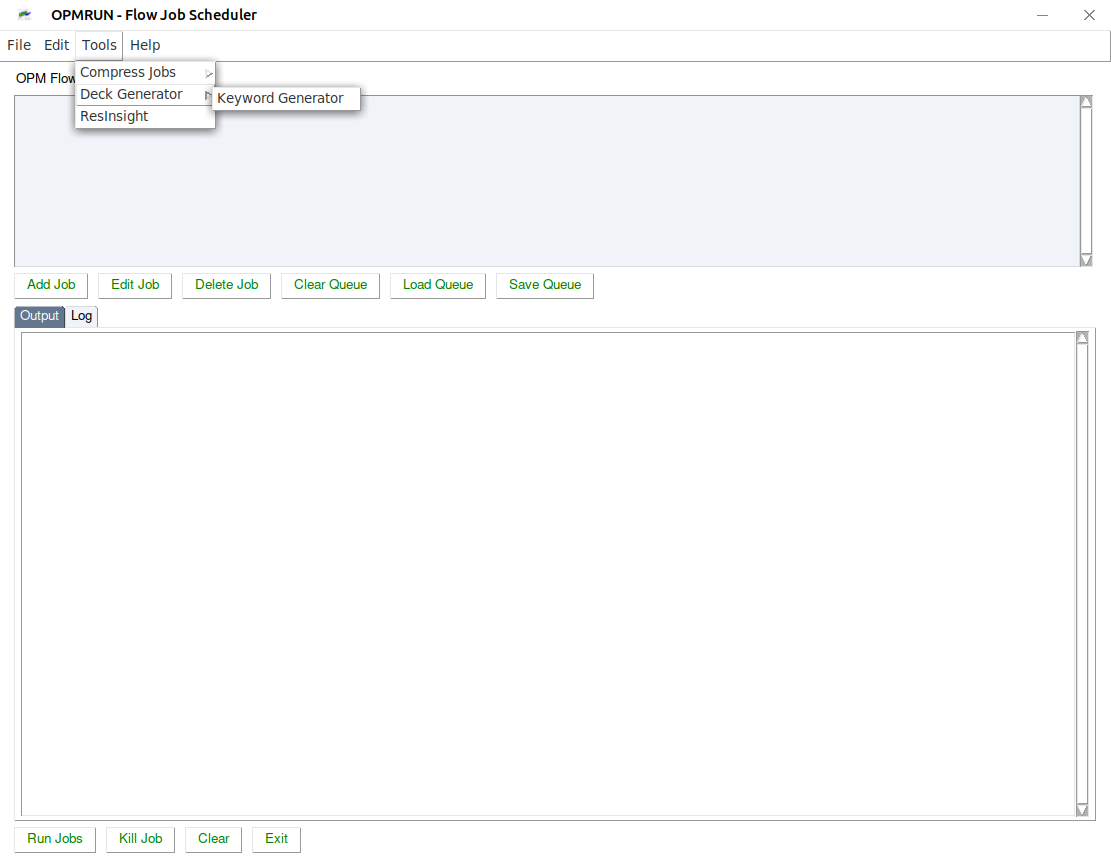 OPMRUN - Flow Job Scheduler
File Edit Tools Help
Compress Jobs
OPM Flow
Deck Generator
Keyword Generator
ResInsight
Add Job Edit Job Delete Job Clear Queue Load Queue Save Queue
Output Log
Run Jobs Kill Job Clear Exit